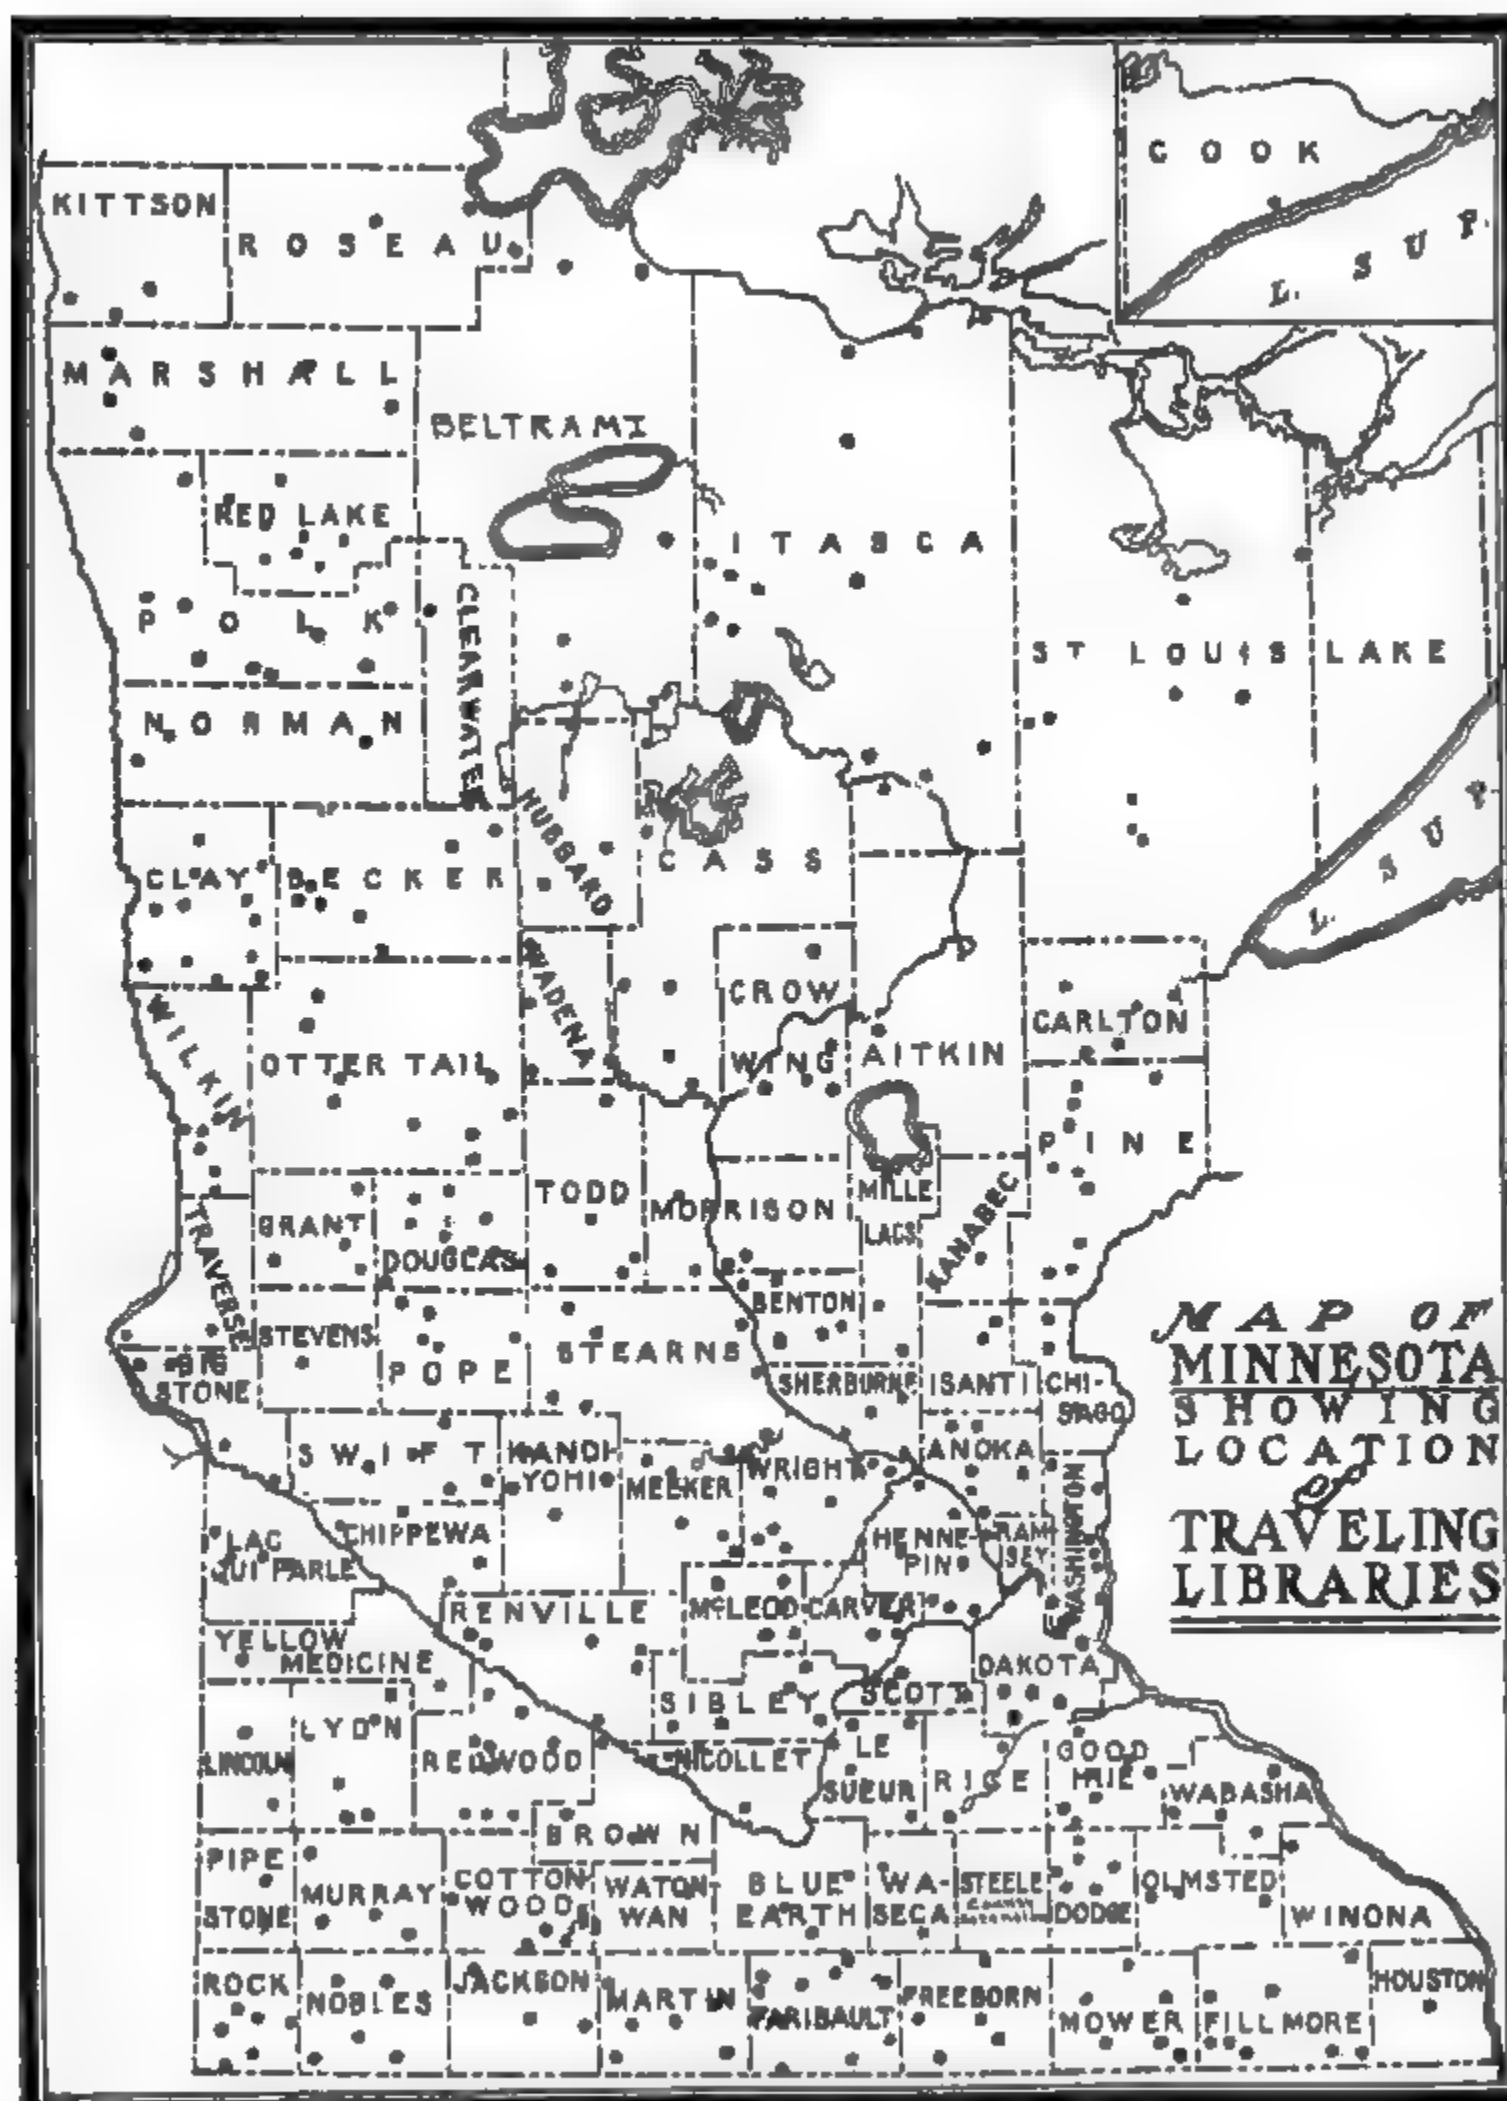 COOK
L. SUP.
KITTSON
ROSEAU
MARSHALL
BELTRAMI
RED LAKE
ITASCA
POLK
CLEARWATER
ST LOUIS
LAKE
NORMAN
HUBBARD
CASS
L. SUP.
CLAY
BECKER
WADENA
CROW
WING
CARLTON
WILKIN
OTTER TAIL
AITKIN
PINE
TODD
MORRISON
MILLE
LACS
KANABEC
TRAVERSE
GRANT
DOUGLAS
BENTON
STEVENS
POPE
STEARNS
BIG
STONE
SHERBURNE
ISANTI
CHI-
SAGO
MAP OF
MINNESOTA
SHOWING
LOCATION
OF
TRAVELING
LIBRARIES
SWIFT
KANDI-
YOHI
MEEKER
WRIGHT
ANOKA
WASHINGTON
LAC
QUI PARLE
CHIPPEWA
HENNE-
PIN
RAM-
SEY
RENVILLE
McLEOD
CARVER
YELLOW
MEDICINE
DAKOTA
SIBLEY
SCOTT
LINCOLN
LYON
REDWOOD
NICOLLET
LE
SUEUR
RICE
GOOD
HUE
WABASHA
BROWN
PIPE
STONE
MURRAY
COTTON
WOOD
WATON-
WAN
BLUE
EARTH
WA-
SECA
STEELE
DODGE
OLMSTED
WINONA
ROCK
NOBLES
JACKSON
MARTIN
FARIBAULT
FREEBORN
MOWER
FILLMORE
HOUSTON